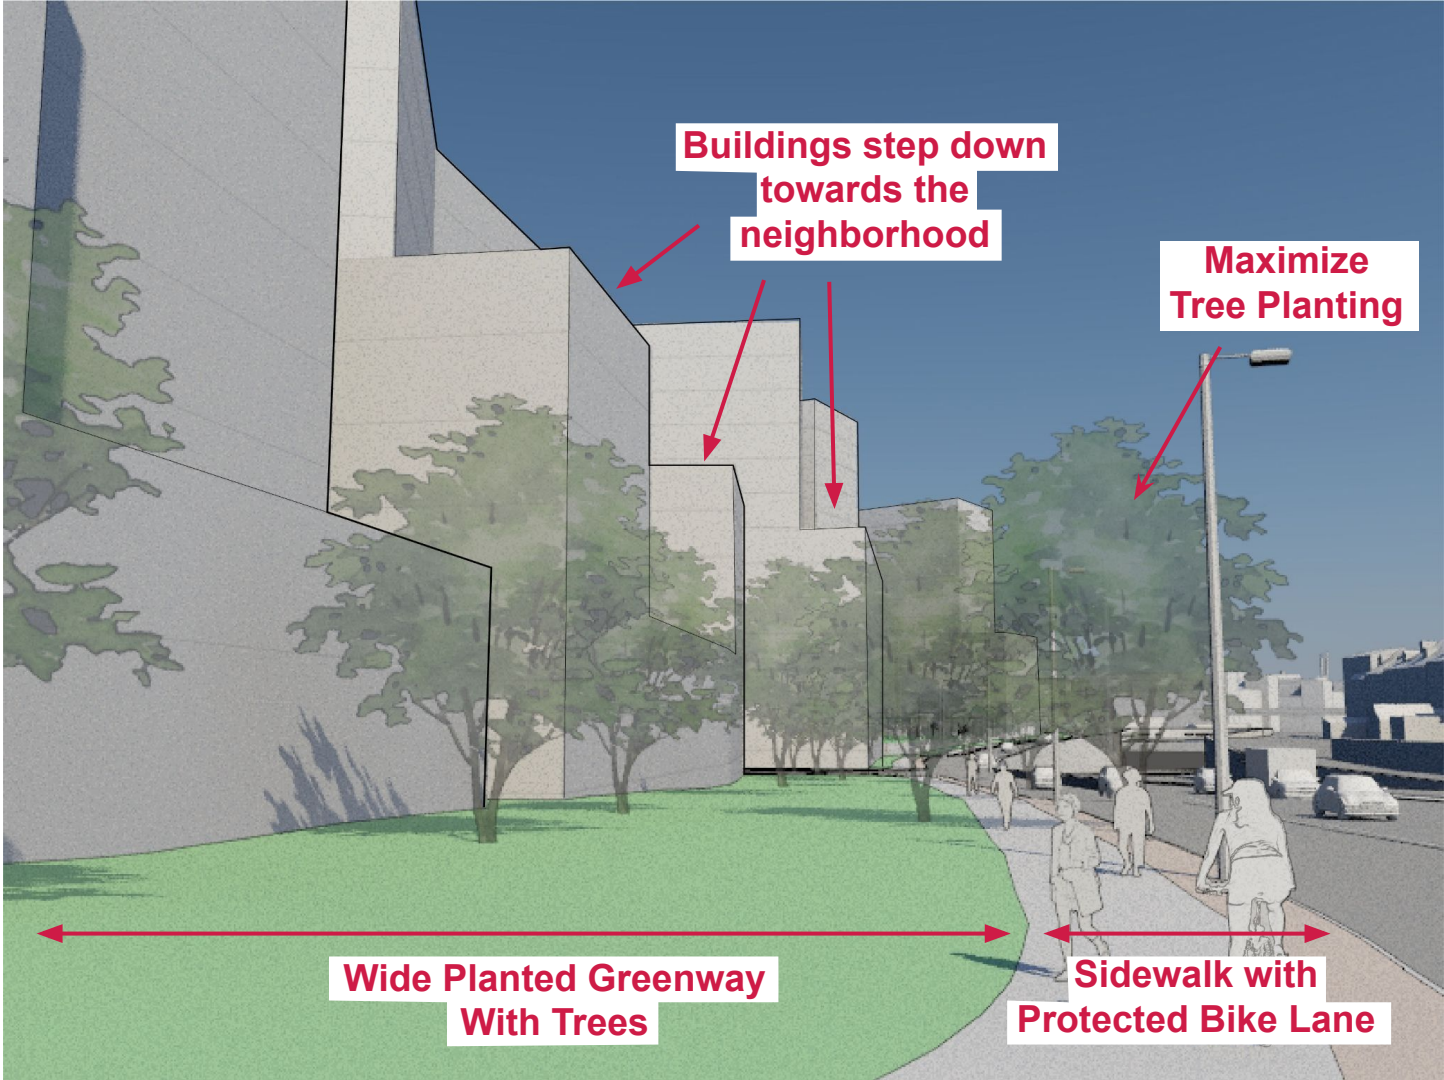 Buildings step down
towards the
neighborhood
Maximize
Tree Planting
Wide Planted Greenway
With Trees
Sidewalk with
Protected Bike Lane